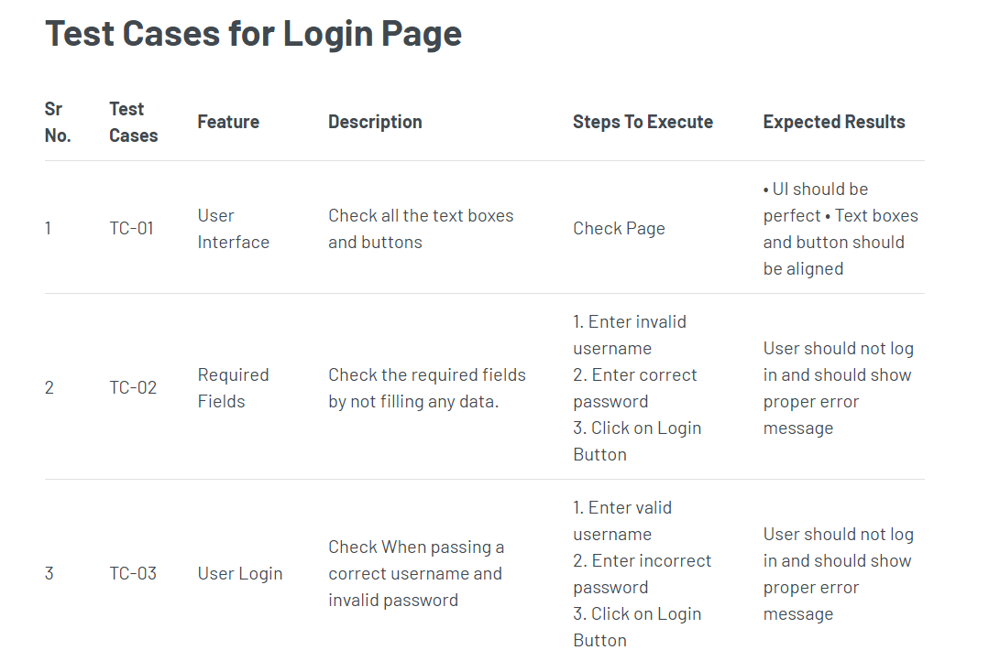 Test Cases for Login Page
Sr
No.
Test
Cases
Feature
Description
Steps To Execute
Expected Results
1
TC-01
User
Interface
Check all the text boxes
and buttons
Check Page
• UI should be
perfect • Text boxes
and button should
be aligned
2
TC-02
Required
Fields
Check the required fields
by not filling any data.
1. Enter invalid
username
2. Enter correct
password
3. Click on Login
Button
User should not log
in and should show
proper error
message
3
TC-03
User Login
Check When passing a
correct username and
invalid password
1. Enter valid
username
2. Enter incorrect
password
3. Click on Login
Button
User should not log
in and should show
proper error
message